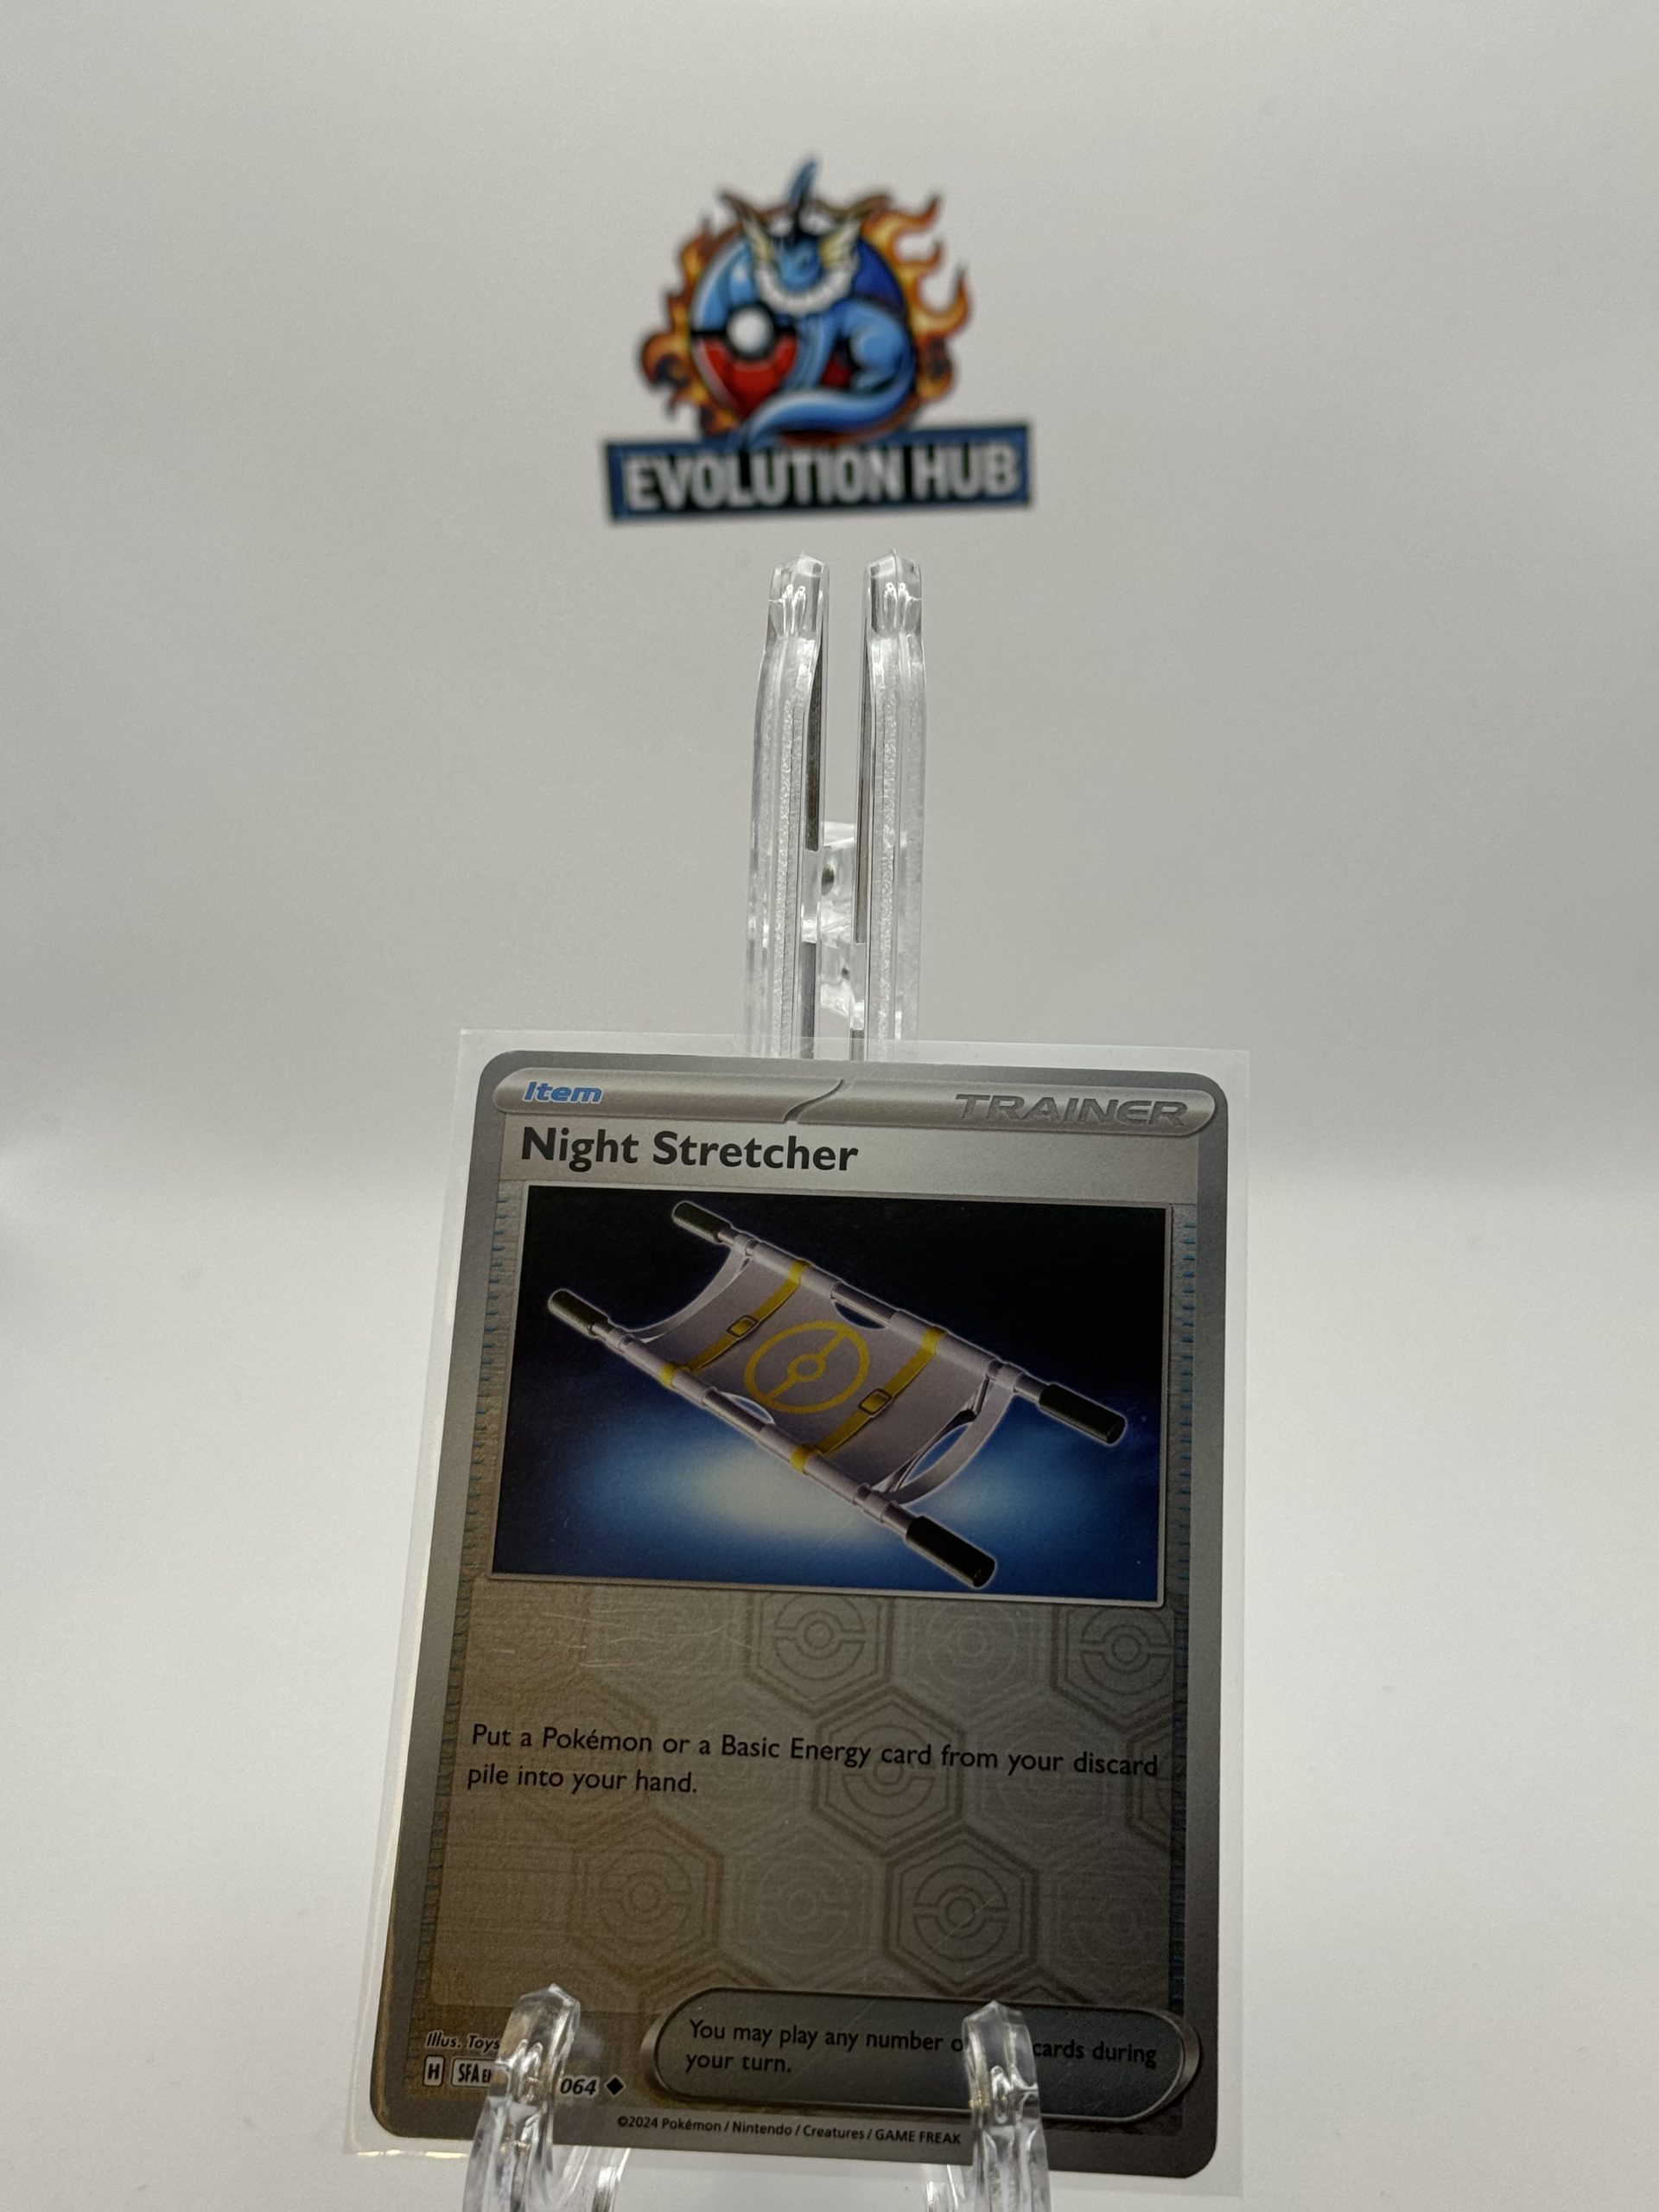 EVOLUTION HUB
Item
TRAINER
Night Stretcher
Put a Pokémon or a Basic Energy card from your discard
pile into your hand.
Illus. Toys
You may play any number cards during
your turn.
H SFA 064
©2024 Pokémon / Nintendo / Creatures / GAME FREAK